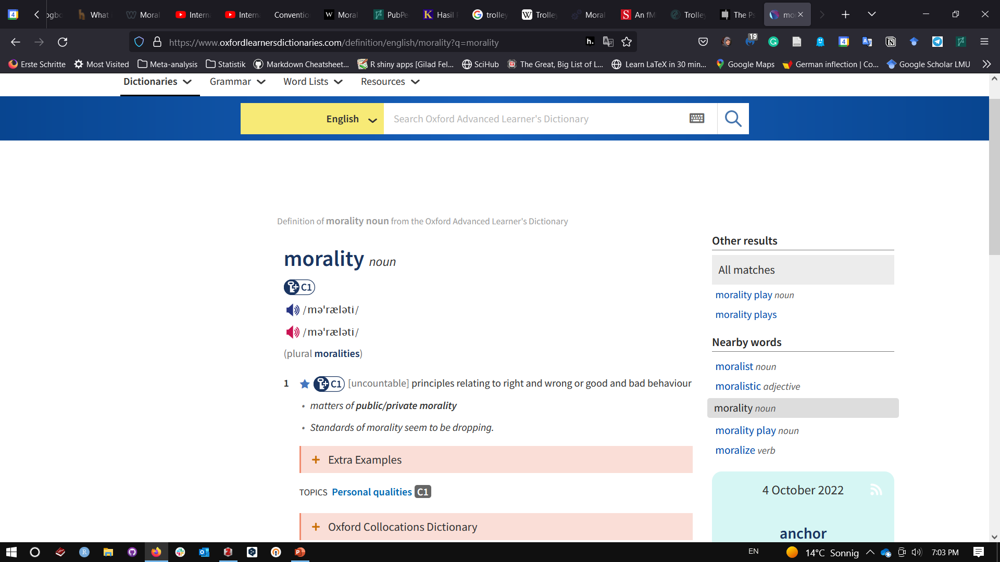 ogbo What Moral Intern Intern Conventio Moral PubPe Hasil trolley Trolley Moral An fM Trolley The Ps mo
https://www.oxfordlearnersdictionaries.com/definition/english/morality?q=morality
19
Erste Schritte Most Visited Meta-analysis Statistik Markdown Cheatsheet... R shiny apps [Gilad Fel... SciHub The Great, Big List of L... Learn LaTeX in 30 min... Google Maps German inflection | Co... Google Scholar LMU
Dictionaries Grammar Word Lists Resources
English Search Oxford Advanced Learner's Dictionary
Definition of morality noun from the Oxford Advanced Learner's Dictionary
morality noun
C1
/məˈræləti/
/məˈræləti/
(plural moralities)
1 C1 [uncountable] principles relating to right and wrong or good and bad behaviour
• matters of public/private morality
• Standards of morality seem to be dropping.
+ Extra Examples
TOPICS Personal qualities C1
+ Oxford Collocations Dictionary
Other results
All matches
morality play noun
morality plays
Nearby words
moralist noun
moralistic adjective
morality noun
morality play noun
moralize verb
4 October 2022
anchor
EN 14°C Sonnig 7:03 PM